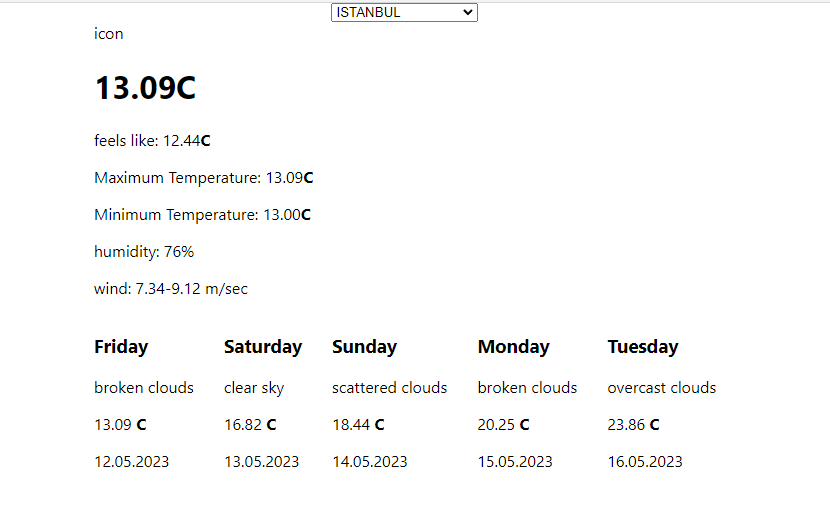 ISTANBUL
icon
13.09C
feels like: 12.44C
Maximum Temperature: 13.09C
Minimum Temperature: 13.00C
humidity: 76%
wind: 7.34-9.12 m/sec
Friday Saturday Sunday Monday Tuesday
broken clouds clear sky scattered clouds broken clouds overcast clouds
13.09 C 16.82 C 18.44 C 20.25 C 23.86 C
12.05.2023 13.05.2023 14.05.2023 15.05.2023 16.05.2023